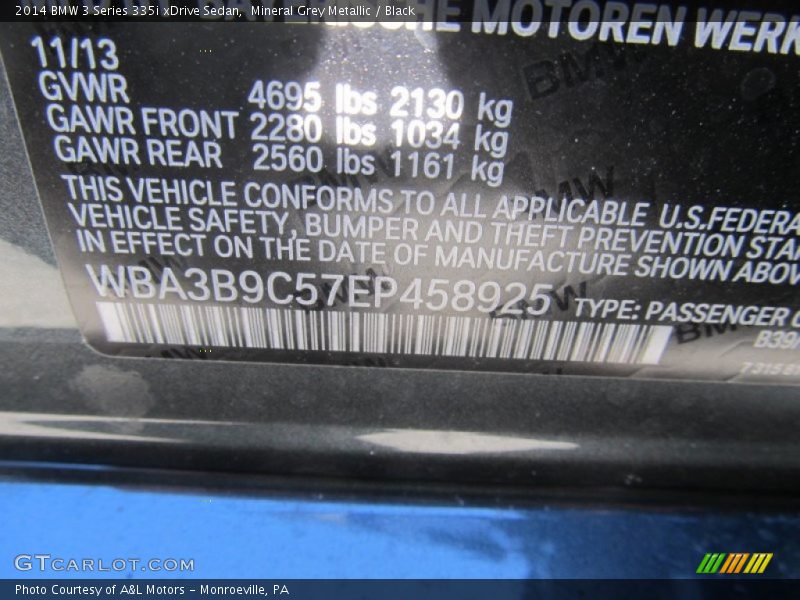 2014 BMW 3 Series 335i xDrive Sedan, Mineral Grey Metallic / Black
MOTOREN WERK
11/13
GVWR 4695 lbs 2130 kg
GAWR FRONT 2280 lbs 1034 kg
GAWR REAR 2560 lbs 1161 kg
THIS VEHICLE CONFORMS TO ALL APPLICABLE U.S.FEDERA
VEHICLE SAFETY, BUMPER AND THEFT PREVENTION STA
IN EFFECT ON THE DATE OF MANUFACTURE SHOWN ABOV
WBA3B9C57EP458925 TYPE: PASSENGER C
GTCARLOT.COM
Photo Courtesy of A&L Motors – Monroeville, PA